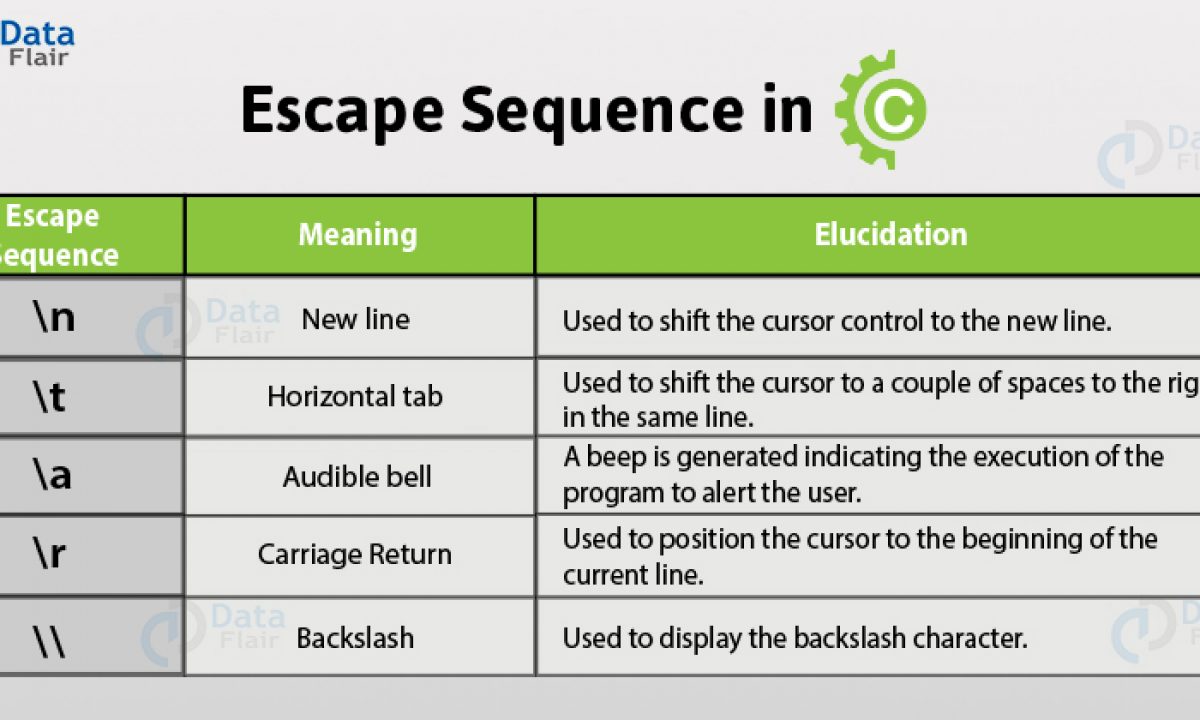 Data
Flair
Escape Sequence in C
Data
Escape
Sequence
Meaning
Elucidation
\n
New line
Used to shift the cursor control to the new line.
Data
Flair
\t
Horizontal tab
Used to shift the cursor to a couple of spaces to the rig
in the same line.
\a
Audible bell
A beep is generated indicating the execution of the
program to alert the user.
\r
Carriage Return
Used to position the cursor to the beginning of the
current line.
\\
Backslash
Used to display the backslash character.
Data
Flair